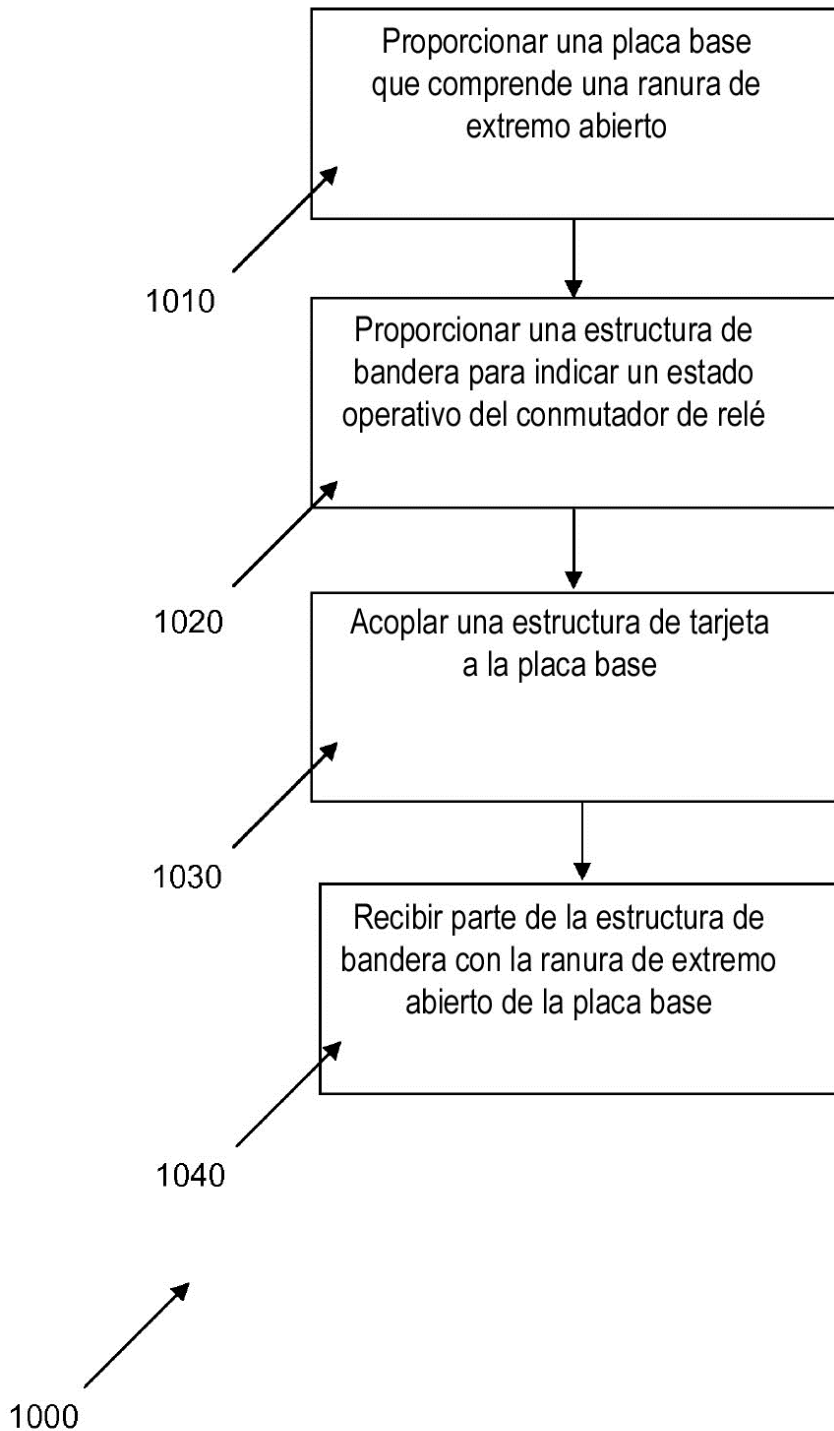 Proporcionar una placa base
que comprende una ranura de
extremo abierto
1010
Proporcionar una estructura de
bandera para indicar un estado
operativo del conmutador de relé
1020
Acoplar una estructura de tarjeta
a la placa base
1030
Recibir parte de la estructura de
bandera con la ranura de extremo
abierto de la placa base
1040
1000